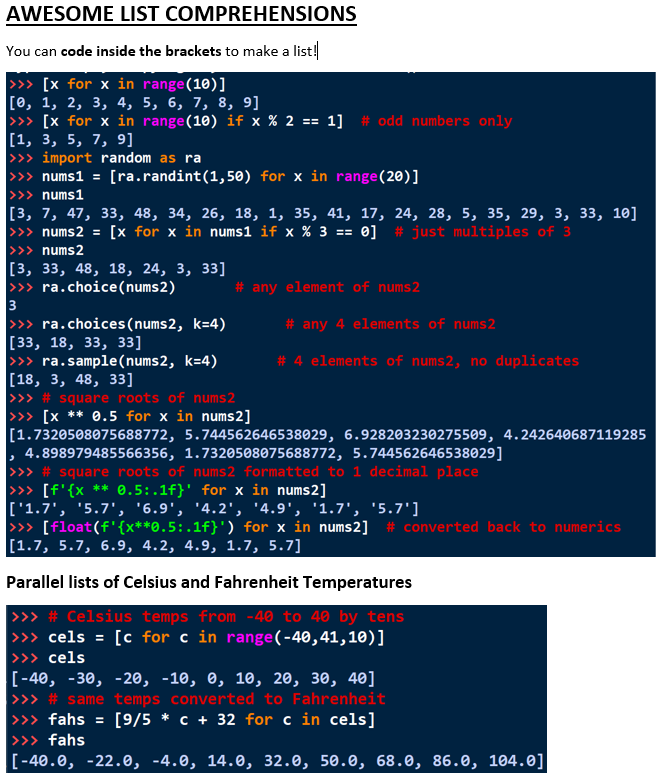 AWESOME LIST COMPREHENSIONS
You can code inside the brackets to make a list!
>>> [x for x in range(10)]
[0, 1, 2, 3, 4, 5, 6, 7, 8, 9]
>>> [x for x in range(10) if x % 2 == 1]  # odd numbers only
[1, 3, 5, 7, 9]
>>> import random as ra
>>> nums1 = [ra.randint(1,50) for x in range(20)]
>>> nums1
[3, 7, 47, 33, 48, 34, 26, 18, 1, 35, 41, 17, 24, 28, 5, 35, 29, 3, 33, 10]
>>> nums2 = [x for x in nums1 if x % 3 == 0]  # just multiples of 3
>>> nums2
[3, 33, 48, 18, 24, 3, 33]
>>> ra.choice(nums2)       # any element of nums2
3
>>> ra.choices(nums2, k=4)       # any 4 elements of nums2
[33, 18, 33, 33]
>>> ra.sample(nums2, k=4)       # 4 elements of nums2, no duplicates
[18, 3, 48, 33]
>>> # square roots of nums2
>>> [x ** 0.5 for x in nums2]
[1.7320508075688772, 5.744562646538029, 6.928203230275509, 4.242640687119285
, 4.898979485566356, 1.7320508075688772, 5.744562646538029]
>>> # square roots of nums2 formatted to 1 decimal place
>>> [f'{x ** 0.5:.1f}' for x in nums2]
['1.7', '5.7', '6.9', '4.2', '4.9', '1.7', '5.7']
>>> [float(f'{x**0.5:.1f}') for x in nums2]  # converted back to numerics
[1.7, 5.7, 6.9, 4.2, 4.9, 1.7, 5.7]
Parallel lists of Celsius and Fahrenheit Temperatures
>>> # Celsius temps from -40 to 40 by tens
>>> cels = [c for c in range(-40,41,10)]
>>> cels
[-40, -30, -20, -10, 0, 10, 20, 30, 40]
>>> # same temps converted to Fahrenheit
>>> fahs = [9/5 * c + 32 for c in cels]
>>> fahs
[-40.0, -22.0, -4.0, 14.0, 32.0, 50.0, 68.0, 86.0, 104.0]